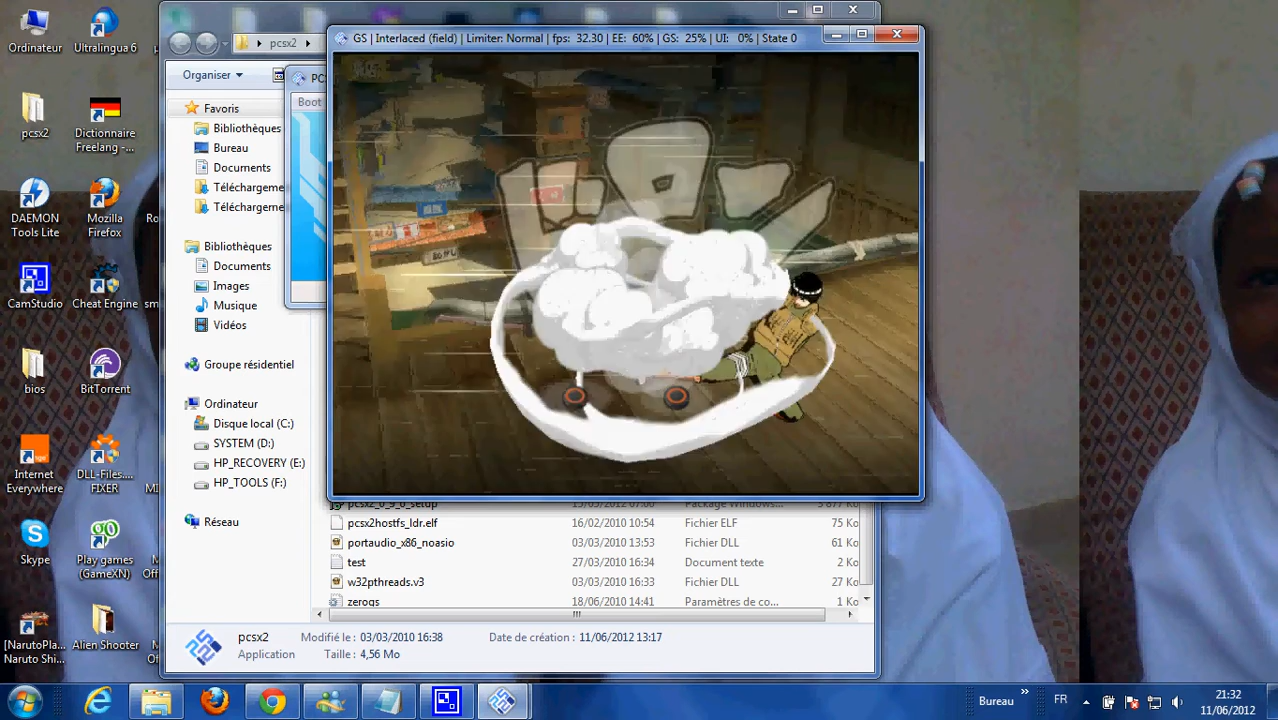 Ordinateur
Ultralingua 6
pcsx2
Dictionnaire
Freelang -...
DAEMON
Tools Lite
Mozilla
Firefox
CamStudio
Cheat Engine
bios
BitTorrent
Internet
Everywhere
DLL-Files....
FIXER
Skype
Play games
(GameXN)
[NarutoPla...
Naruto Shi...
Alien Shooter
pcsx2
Organiser
Favoris
Bibliothèques
Bureau
Documents
Téléchargeme
Téléchargeme
Bibliothèques
Documents
Images
Musique
Vidéos
Groupe résidentiel
Ordinateur
Disque local (C:)
SYSTEM (D:)
HP_RECOVERY (E:)
HP_TOOLS (F:)
Réseau
PC
Boot
GS | Interlaced (field) | Limiter: Normal | fps: 32.30 | EE: 60% | GS: 25% | UI: 0% | State 0
pcsx2hostfs_ldr.elf 16/02/2010 10:54 Fichier ELF 75 Ko
portaudio_x86_noasio 03/03/2010 13:53 Fichier DLL 61 Ko
test 27/03/2010 16:34 Document texte 2 Ko
w32pthreads.v3 03/03/2010 16:33 Fichier DLL 27 Ko
zerogs 18/06/2010 14:41 Paramètres de co... 1 Ko
pcsx2 Modifié le : 03/03/2010 16:38 Date de création : 11/06/2012 13:17
Application Taille : 4,56 Mo
Bureau
FR
21:32
11/06/2012